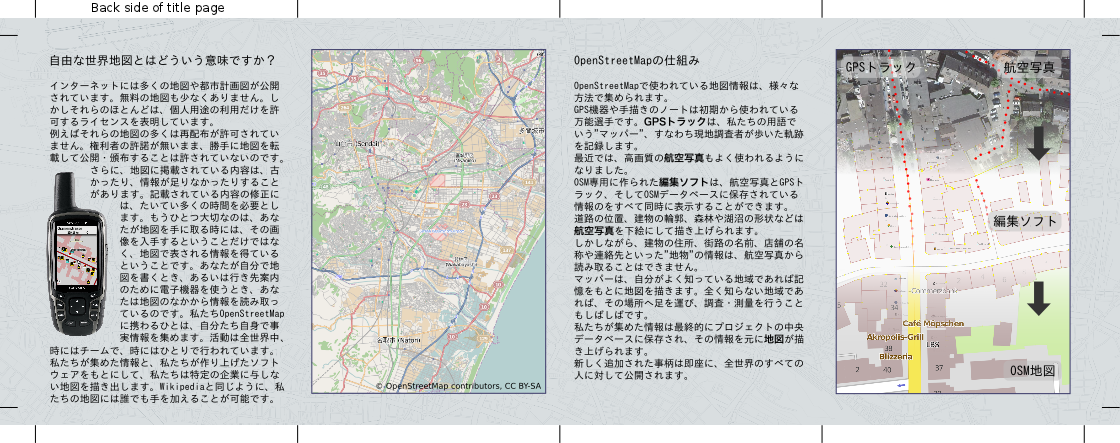 Back side of title page
自由な世界地図とはどういう意味ですか？
インターネットには多くの地図や都市計画図が公開
されています。無料の地図も少なくありません。し
かしそれらのほとんどは、個人用途の利用だけを許
可するライセンスを表明しています。
例えばそれらの地図の多くは再配布が許可されてい
ません。権利者の許諾が無いまま、勝手に地図を転
載して公開・頒布することは許されていないのです。
さらに、地図に掲載されている内容は、古
かったり、情報が足りなかったりすること
があります。記載されている内容の修正に
は、たいてい多くの時間を必要とし
ます。もうひとつ大切なのは、あな
たが地図を手に取る時には、その画
像を入手するということだけではな
く、地図で表される情報を得ている
ということです。あなたが自分で地
図を書くとき、あるいは行き先案内
のために電子機器を使うとき、あな
たは地図のなかから情報を読み取っ
ているのです。私たちOpenStreetMap
に携わるひとは、自分たち自身で事
実情報を集めます。活動は全世界中、
時にはチームで、時にはひとりで行われています。
私たちが集めた情報と、私たちが作り上げたソフト
ウェアをもとにして、私たちは特定の企業に与しな
い地図を描き出します。Wikipediaと同じように、私
たちの地図には誰でも手を加えることが可能です。
仙台市(Sendai)
多賀城市
名取市(Natori)
© OpenStreetMap contributors, CC BY-SA
OpenStreetMapの仕組み
OpenStreetMapで使われている地図情報は、様々な
方法で集められます。
GPS機器や手描きのノートは初期から使われている
万能選手です。GPSトラックは、私たちの用語で
いう"マッパー"、すなわち現地調査者が歩いた軌跡
を記録します。
最近では、高画質の航空写真もよく使われるように
なりました。
OSM専用に作られた編集ソフトは、航空写真とGPSト
ラック、そしてOSMデータベースに保存されている
情報のをすべて同時に表示することができます。
道路の位置、建物の輪郭、森林や湖沼の形状などは
航空写真を下絵にして描き上げられます。
しかしながら、建物の住所、街路の名前、店舗の名
称や連絡先といった"地物"の情報は、航空写真から
読み取ることはできません。
マッパーは、自分がよく知っている地域であれば記
憶をもとに地図を描きます。全く知らない地域であ
れば、その場所へ足を運び、調査・測量を行うこと
もしばしばです。
私たちが集めた情報は最終的にプロジェクトの中央
データベースに保存され、その情報を元に地図が描
き上げられます。
新しく追加された事柄は即座に、全世界のすべての
人に対して公開されます。
GPSトラック
航空写真
編集ソフト
Commerzbank
34
Café Möpschen
Akropolis-Grill
38
Blizzeria
2
40
37
OSM地図